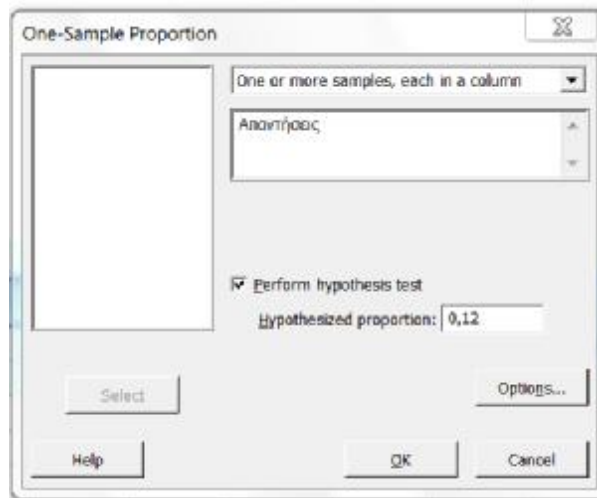 One-Sample Proportion
One or more samples, each in a column
Απαντήσεις
Perform hypothesis test
Hypothesized proportion: 0,12
Select
Options...
Help
OK
Cancel